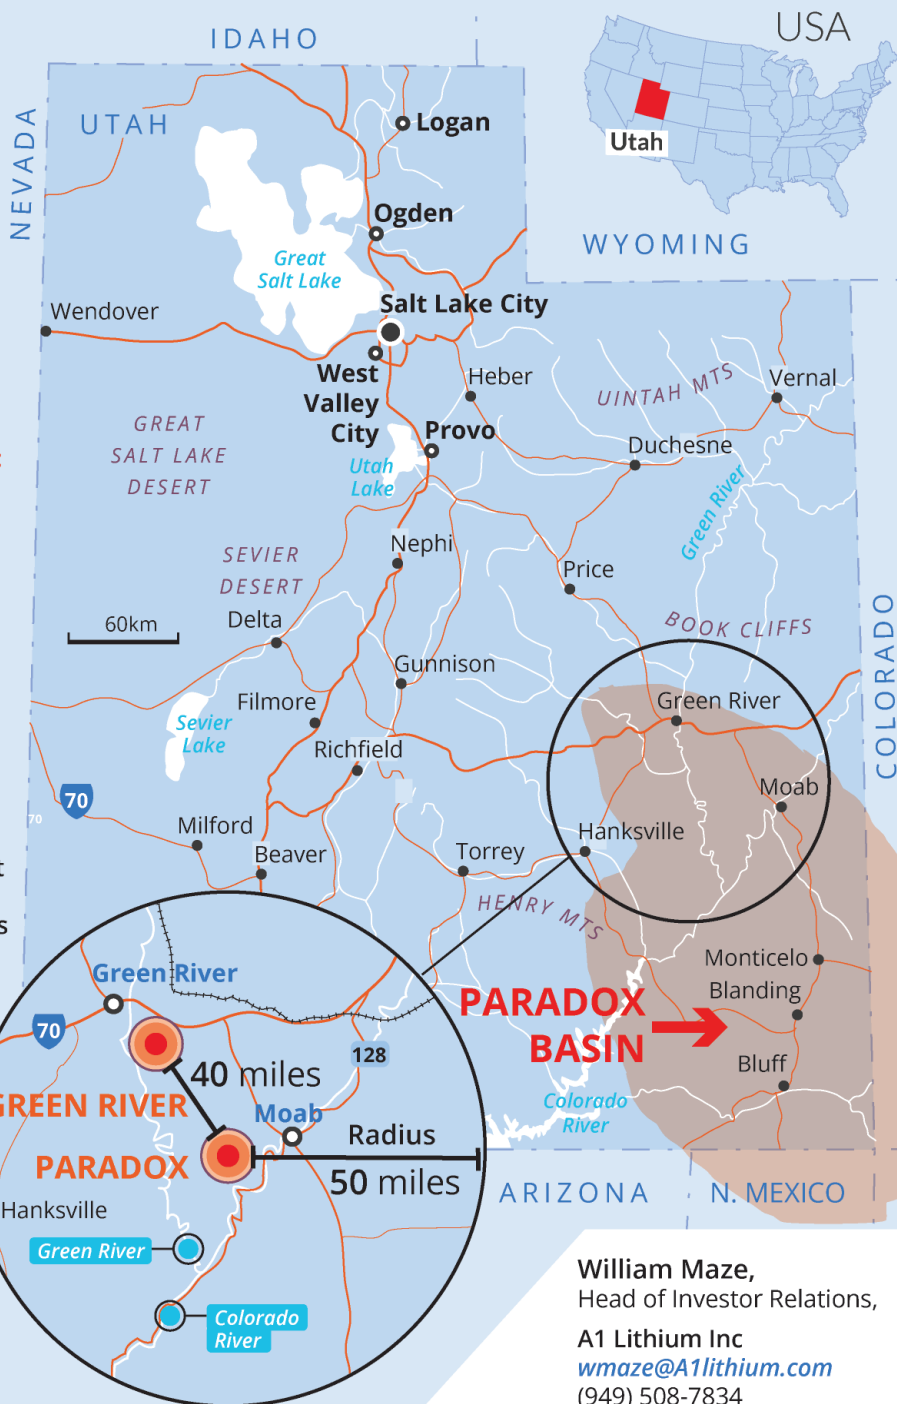 USA
IDAHO
NEVADA
UTAH
Logan
Utah
Ogden
WYOMING
Great
Salt Lake
Salt Lake City
Wendover
West
Valley
City
Heber
UINTAH MTS
Vernal
GREAT
SALT LAKE
DESERT
Provo
Duchesne
Utah
Lake
Green River
Nephi
SEVIER
DESERT
Price
Delta
60km
BOOK CLIFFS
COLORADO
Gunnison
Filmore
Green River
Sevier
Lake
Richfield
70
70
Moab
Milford
Hanksville
Beaver
Torrey
HENRY MTS
Monticelo
Blanding
PARADOX
BASIN
Bluff
Colorado
River
Green River
70
128
40 miles
GREEN RIVER
Moab
Radius
PARADOX
50 miles
ARIZONA
N. MEXICO
Hanksville
Green River
Colorado
River
William Maze,
Head of Investor Relations,
A1 Lithium Inc
wmaze@A1lithium.com
(949) 508-7834